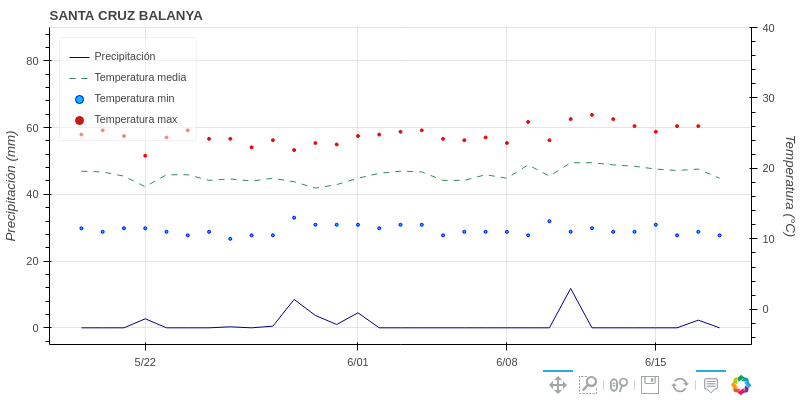 SANTA CRUZ BALANYA
Precipitación
Temperatura media
Temperatura min
Temperatura max
Precipitación (mm)
80
60
40
20
0
Temperatura (°C)
40
30
20
10
0
5/22
6/01
6/08
6/15